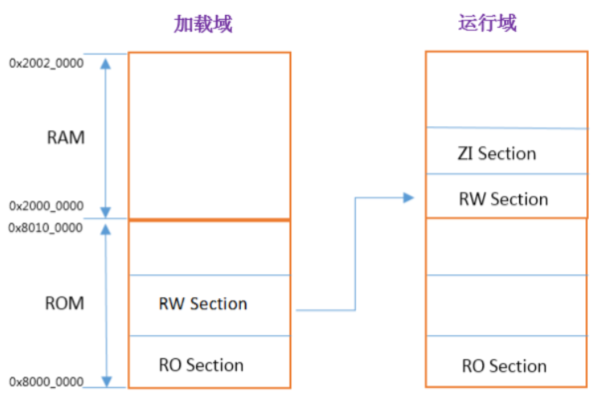 加载域
运行域
0x2002_0000
RAM
0x2000_0000
0x8010_0000
ROM
0x8000_0000
RW Section
RO Section
ZI Section
RW Section
RO Section